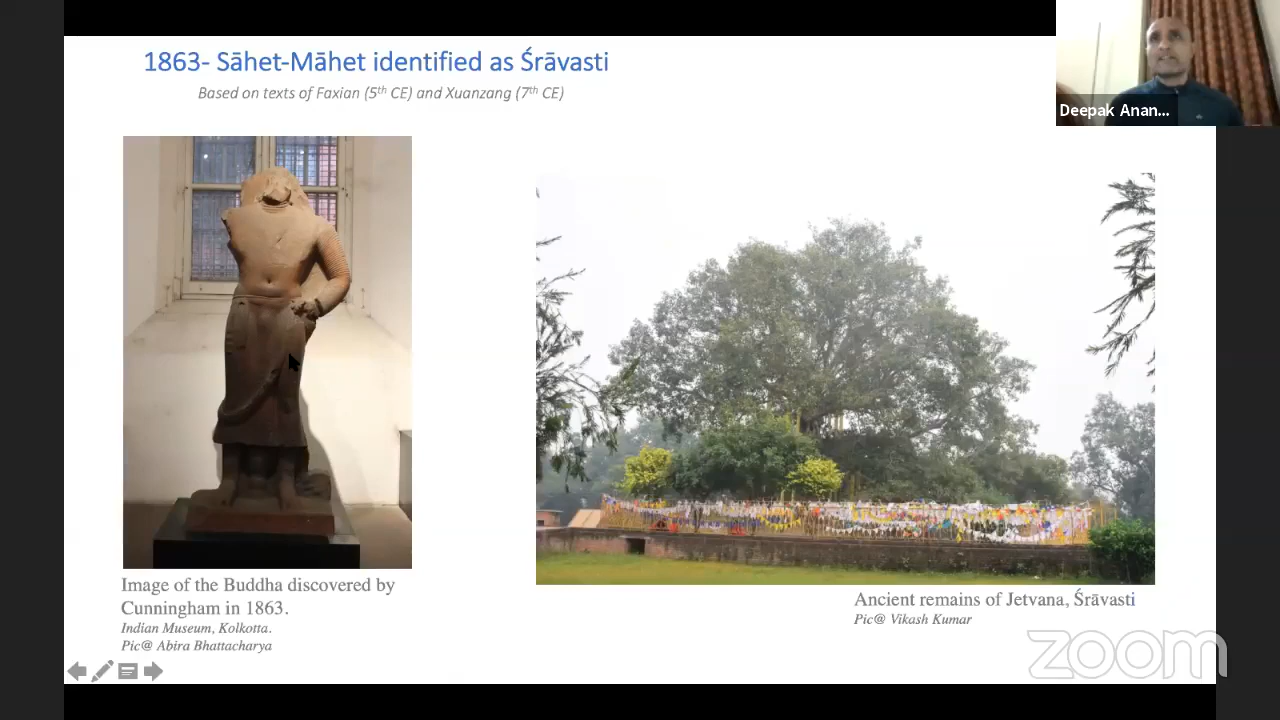 1863- Sāhet-Māhet identified as Śrāvasti
Based on texts of Faxian (5th CE) and Xuanzang (7th CE)
Deepak Anan...
Image of the Buddha discovered by
Cunningham in 1863.
Indian Museum, Kolkotta.
Pic@ Abira Bhattacharya
Ancient remains of Jetvana, Śrāvasti
Pic@ Vikash Kumar
zoom